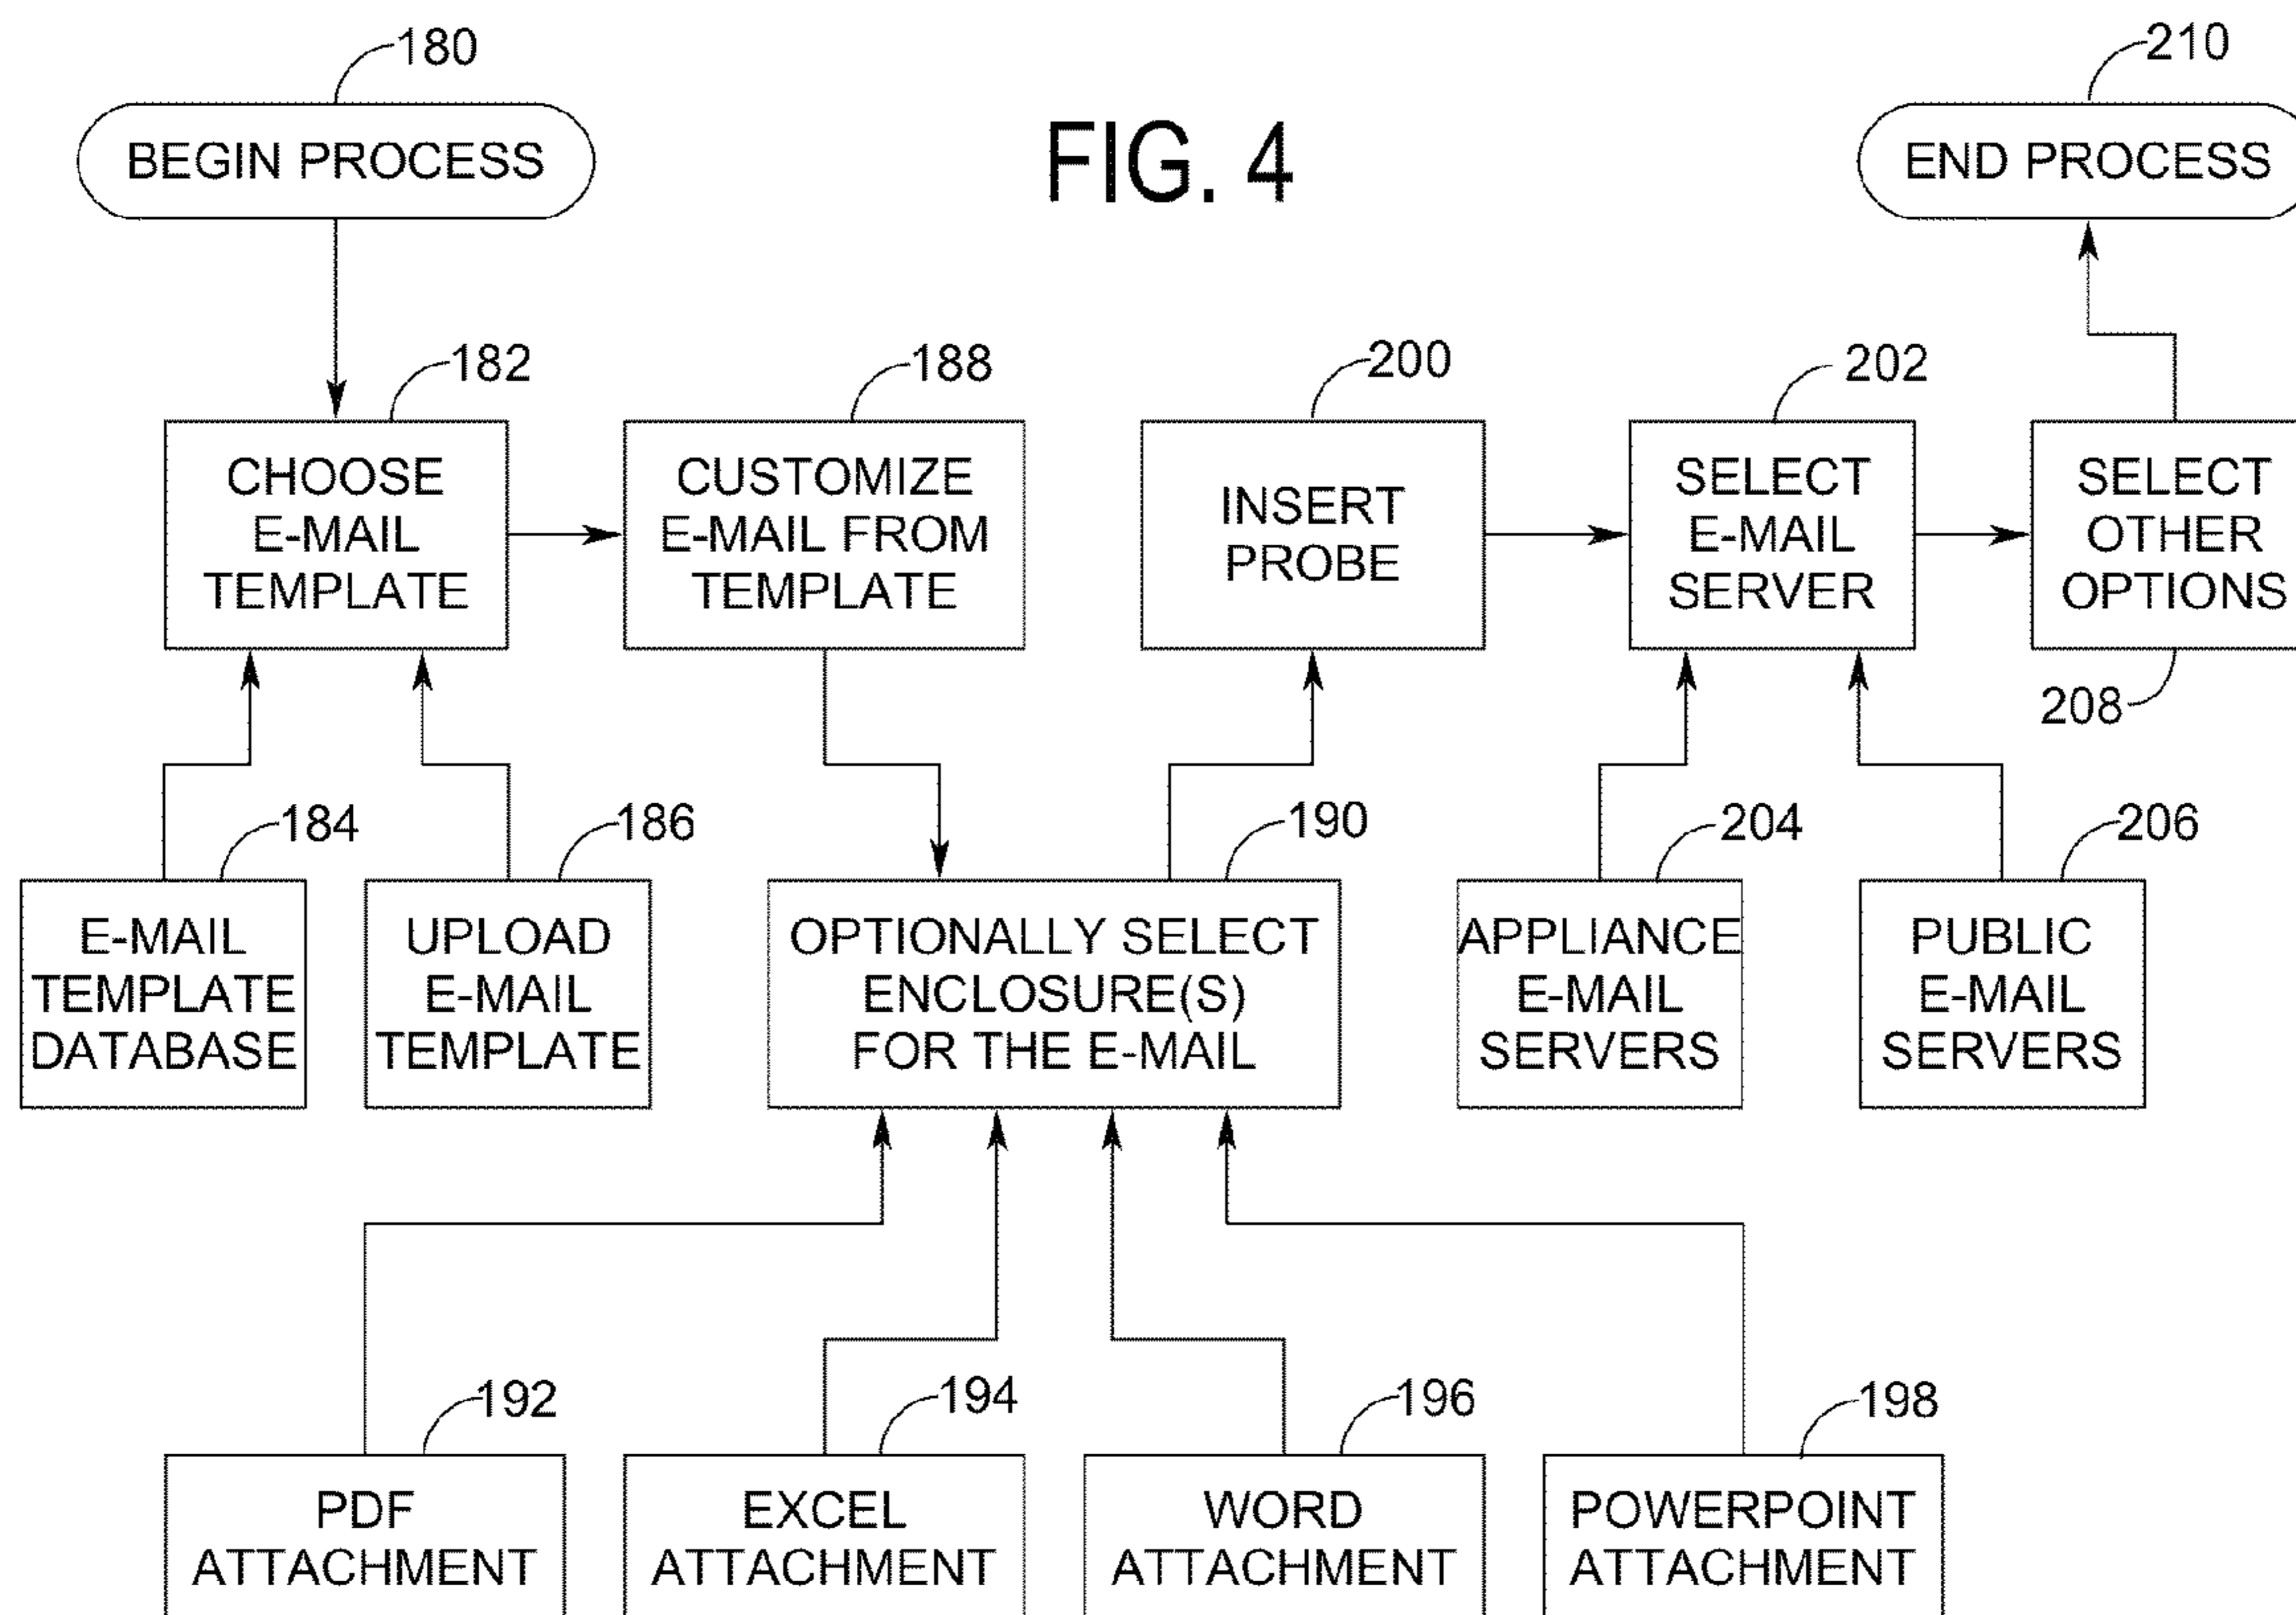 180
BEGIN PROCESS
FIG. 4
210
END PROCESS
182
CHOOSE
E-MAIL
TEMPLATE
188
CUSTOMIZE
E-MAIL FROM
TEMPLATE
200
INSERT
PROBE
202
SELECT
E-MAIL
SERVER
SELECT
OTHER
OPTIONS
208
184
E-MAIL
TEMPLATE
DATABASE
186
UPLOAD
E-MAIL
TEMPLATE
190
OPTIONALLY SELECT
ENCLOSURE(S)
FOR THE E-MAIL
204
APPLIANCE
E-MAIL
SERVERS
206
PUBLIC
E-MAIL
SERVERS
192
PDF
ATTACHMENT
194
EXCEL
ATTACHMENT
196
WORD
ATTACHMENT
198
POWERPOINT
ATTACHMENT